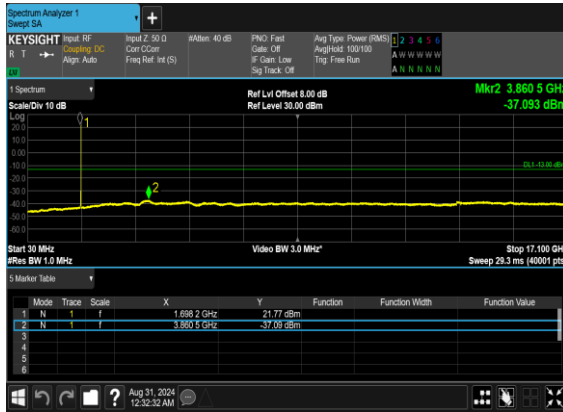 Spectrum Analyzer 1
Swept SA
KEYSIGHT Input: RF Input Z: 50 Ω #Atten: 40 dB PNO: Fast Avg Type: Power (RMS) 1 2 3 4 5 6
R T Coupling: DC Corr CCorr Gate: Off Avg|Hold: 100/100 A W W W W W
Align: Auto Freq Ref: Int (S) IF Gain: Low Trig: Free Run
Sig Track: Off A N N N N N
1 Spectrum Ref Lvl Offset 8.00 dB Mkr2 3.860 5 GHz
Scale/Div 10 dB Ref Level 30.00 dBm -37.093 dBm
Log
20.0 1
10.0
0.00
-10.0 DL1 -13.00 dBm
-20.0 2
-30.0
-40.0
-50.0
-60.0
Start 30 MHz Video BW 3.0 MHz* Stop 17.100 GH
#Res BW 1.0 MHz Sweep 29.3 ms (40001 pts
5 Marker Table
Mode Trace Scale X Y Function Function Width Function Value
1 N 1 f 1.698 2 GHz 21.77 dBm
2 N 1 f 3.860 5 GHz -37.09 dBm
3
4
5
6
? Aug 31, 2024
12:32:32 AM